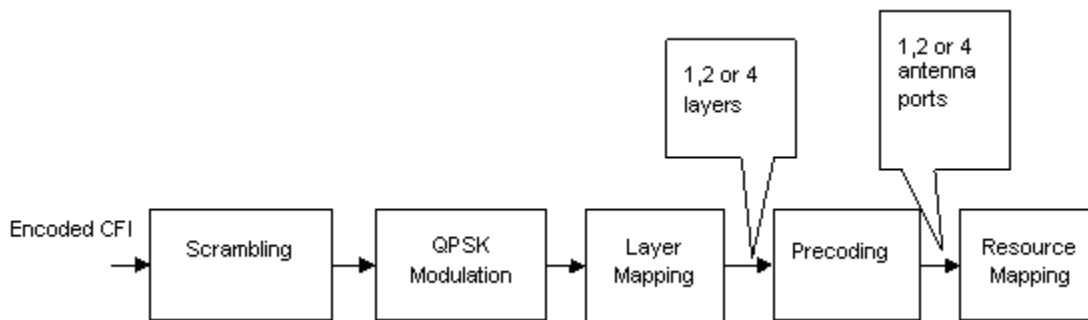 1,2 or 4
layers
1,2 or 4
antenna
ports
Encoded CFI
Scrambling
QPSK
Modulation
Layer
Mapping
Precoding
Resource
Mapping